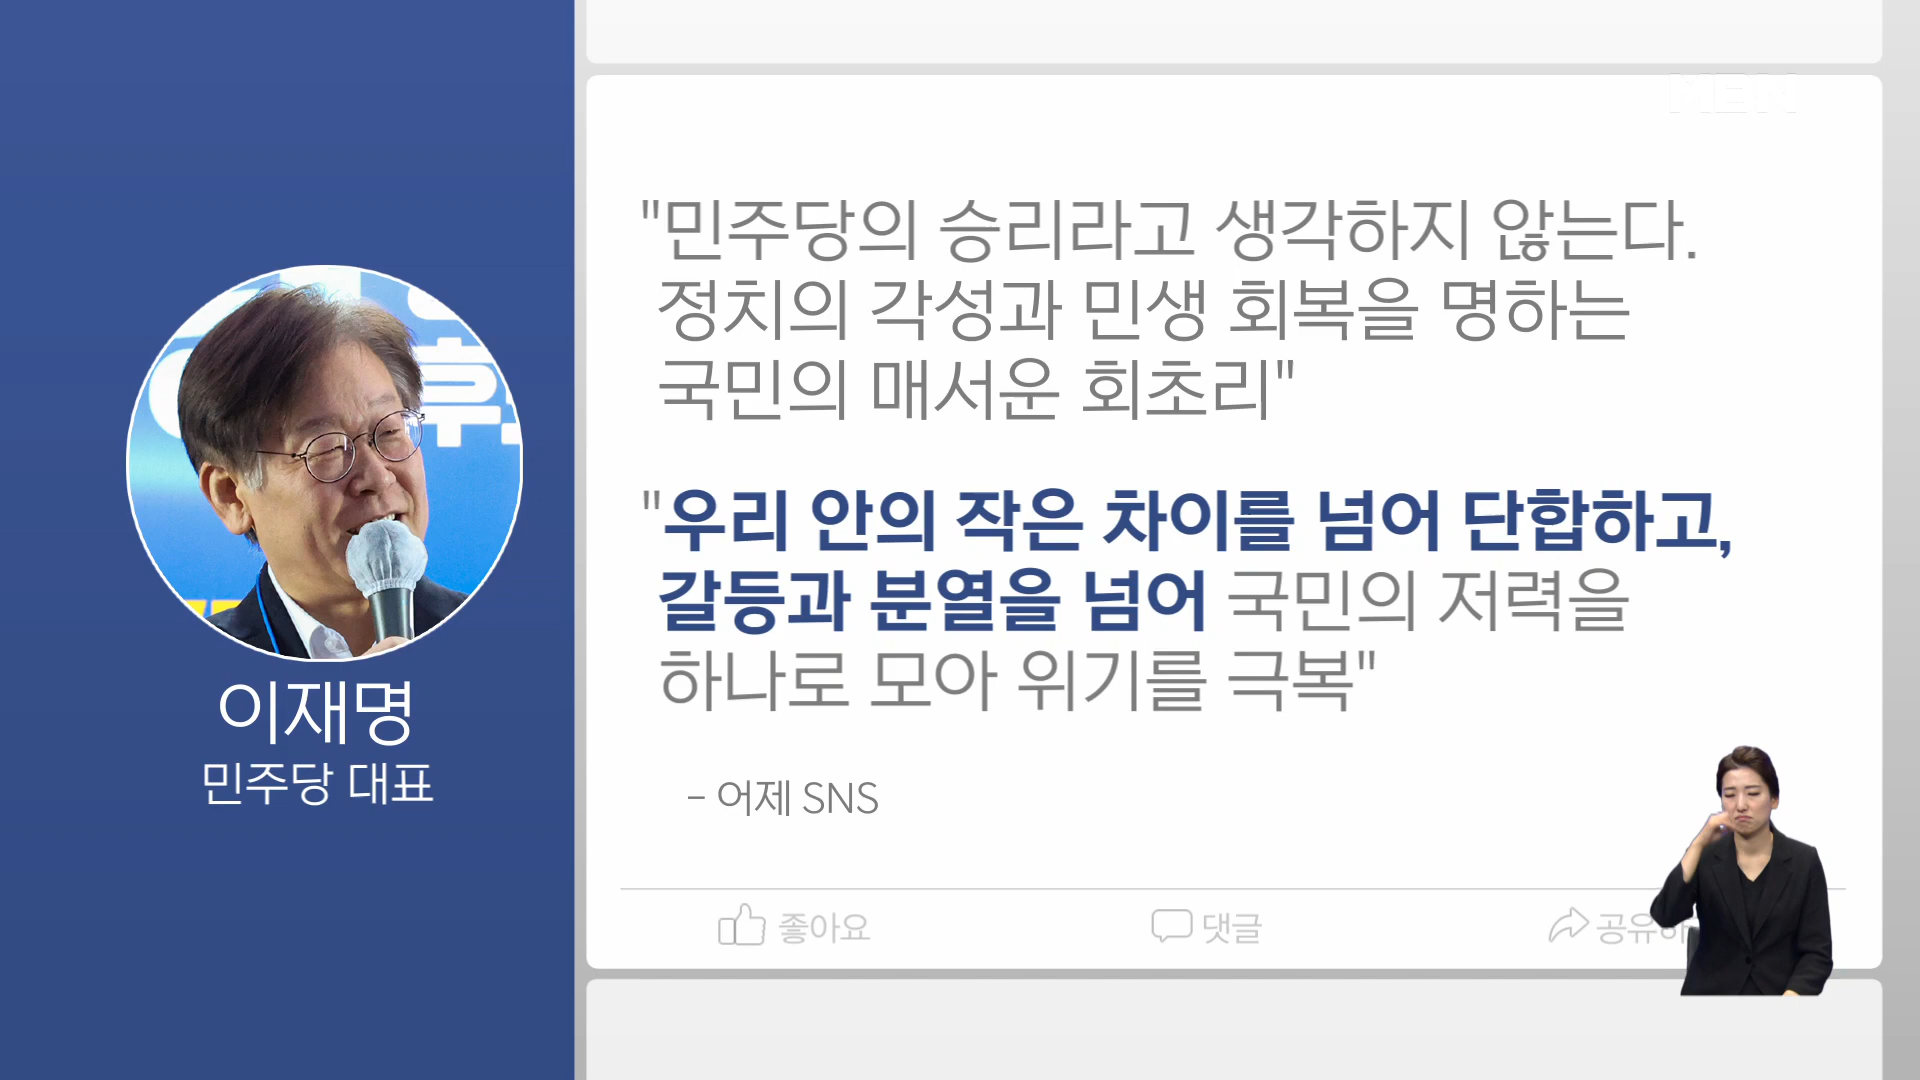 MBN
"민주당의 승리라고 생각하지 않는다.
정치의 각성과 민생 회복을 명하는
국민의 매서운 회초리"
"우리 안의 작은 차이를 넘어 단합하고,
갈등과 분열을 넘어 국민의 저력을
하나로 모아 위기를 극복"
- 어제 SNS
이재명
민주당 대표
좋아요
댓글